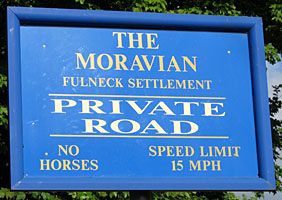 THE
MORAVIAN
FULNECK SETTLEMENT
PRIVATE
ROAD
NO
HORSES
SPEED LIMIT
15 MPH